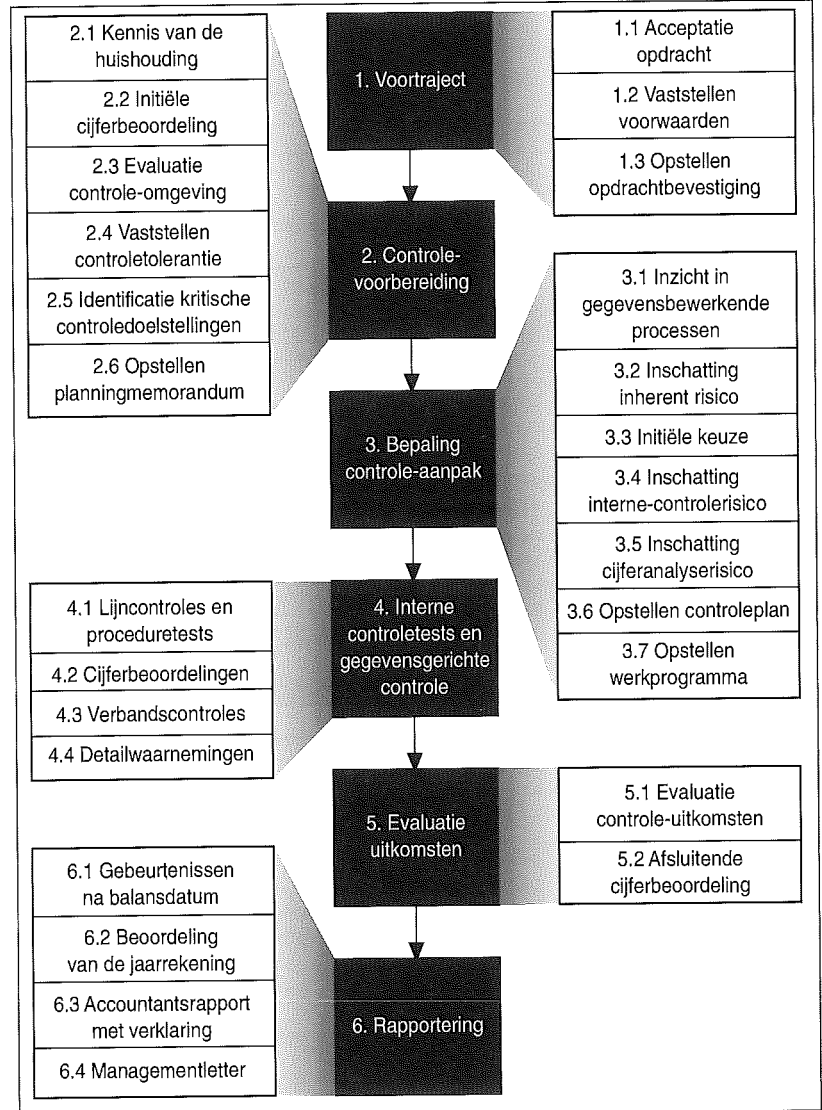 1. Voortraject
1.1 Acceptatie
opdracht
1.2 Vaststellen
voorwaarden
1.3 Opstellen
opdrachtbevestiging
2. Controle-
voorbereiding
2.1 Kennis van de
huishouding
2.2 Initiële
cijferbeoordeling
2.3 Evaluatie
controle-omgeving
2.4 Vaststellen
controletolerantie
2.5 Identificatie kritische
controledoelstellingen
2.6 Opstellen
planningmemorandum
3. Bepaling
controle-aanpak
3.1 Inzicht in
gegevensbewerkende
processen
3.2 Inschatting
inherent risico
3.3 Initiële keuze
3.4 Inschatting
interne-controlerisico
3.5 Inschatting
cijferanalyserisico
3.6 Opstellen controleplan
3.7 Opstellen
werkprogramma
4. Interne
controletests en
gegevensgerichte
controle
4.1 Lijncontroles en
proceduretests
4.2 Cijferbeoordelingen
4.3 Verbandscontroles
4.4 Detailwaarnemingen
5. Evaluatie
uitkomsten
5.1 Evaluatie
controle-uitkomsten
5.2 Afsluitende
cijferbeoordeling
6. Rapportering
6.1 Gebeurtenissen
na balansdatum
6.2 Beoordeling
van de jaarrekening
6.3 Accountantsrapport
met verklaring
6.4 Managementletter